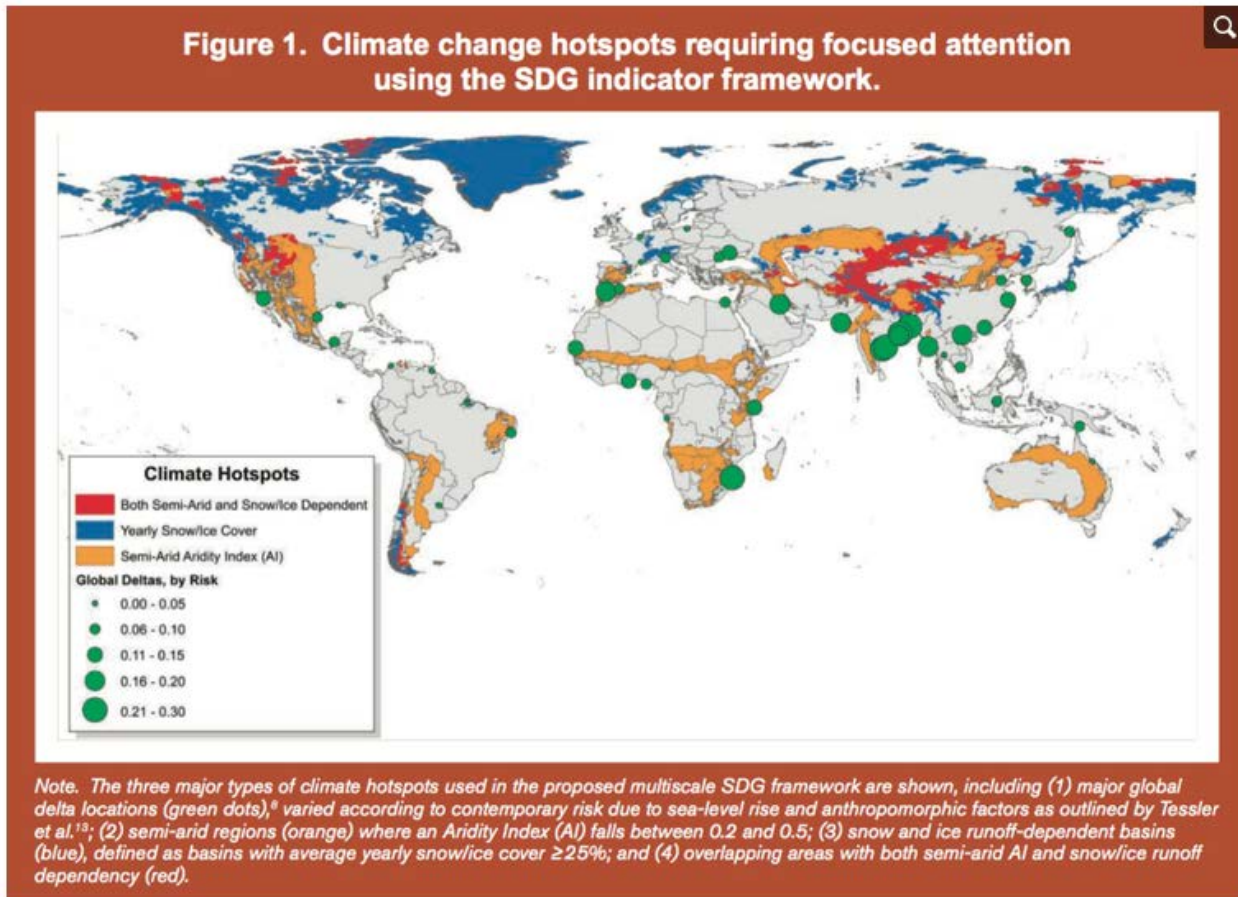 Figure 1. Climate change hotspots requiring focused attention
using the SDG indicator framework.
Climate Hotspots
Both Semi-Arid and Snow/Ice Dependent
Yearly Snow/Ice Cover
Semi-Arid Aridity Index (AI)
Global Deltas, by Risk
0.00 - 0.05
0.06 - 0.10
0.11 - 0.15
0.16 - 0.20
0.21 - 0.30
Note. The three major types of climate hotspots used in the proposed multiscale SDG framework are shown, including (1) major global
delta locations (green dots),⁸ varied according to contemporary risk due to sea-level rise and anthropomorphic factors as outlined by Tessler
et al.¹³; (2) semi-arid regions (orange) where an Aridity Index (AI) falls between 0.2 and 0.5; (3) snow and ice runoff-dependent basins
(blue), defined as basins with average yearly snow/ice cover ≥25%; and (4) overlapping areas with both semi-arid AI and snow/ice runoff
dependency (red).